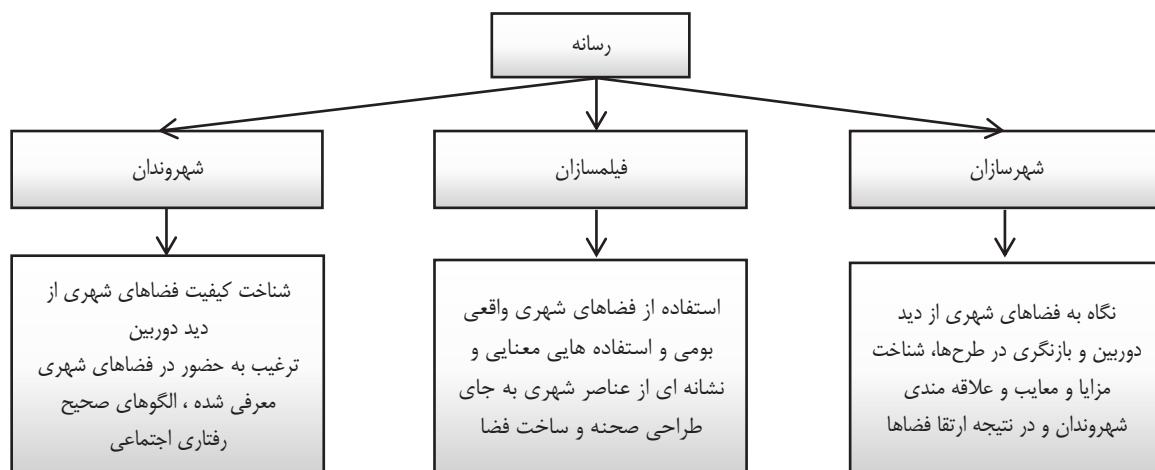 رسانه
شهرسازان
فیلمسازان
شهروندان
نگاه به فضاهای شهری از دید
دوربین و بازنگری در طرح‌ها، شناخت
مزایا و معایب و علاقه مندی
شهروندان و در نتیجه ارتقا فضاها
استفاده از فضاهای شهری واقعی
بومی و استفاده هایی معنایی و
نشانه ای از عناصر شهری به جای
طراحی صحنه و ساخت فضا
شناخت کیفیت فضاهای شهری از
دید دوربین
ترغیب به حضور در فضاهای شهری
معرفی شده ، الگوهای صحیح
رفتاری اجتماعی